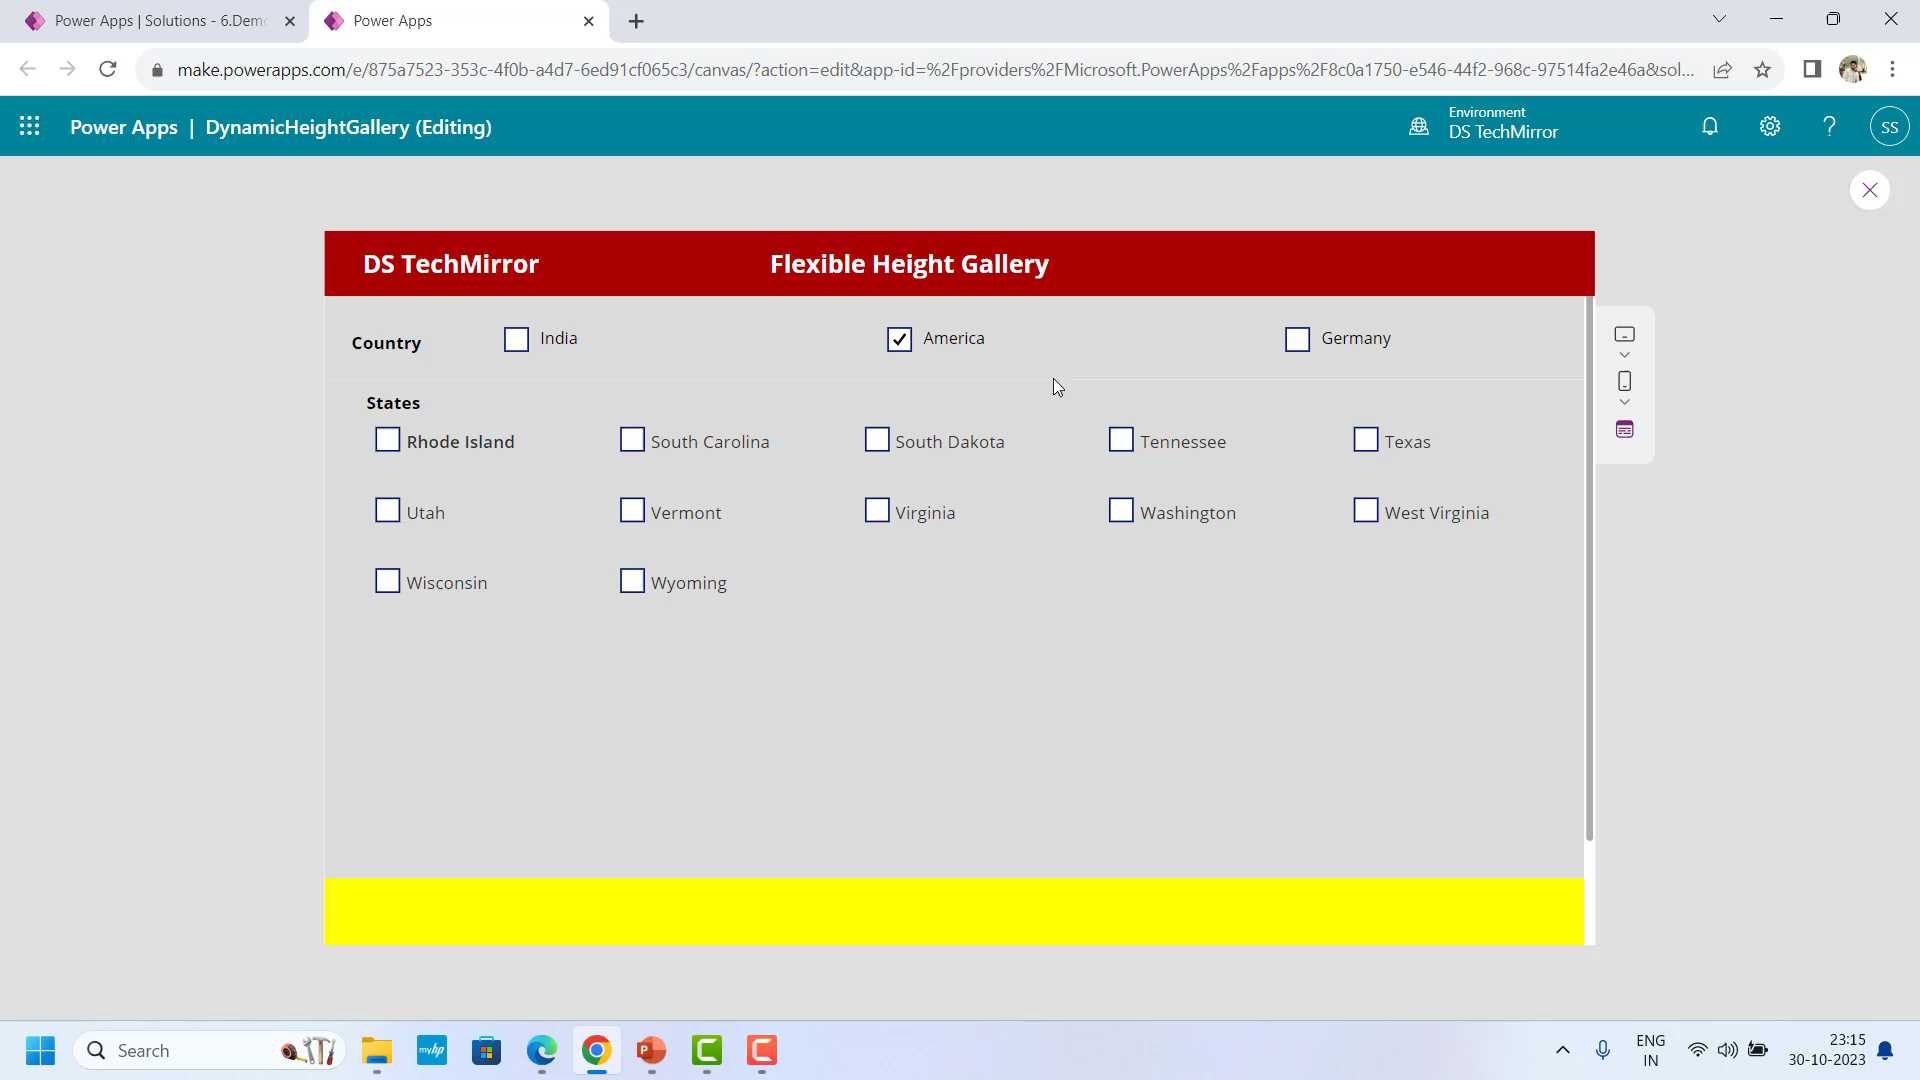 Power Apps | Solutions - 6.Demo
Power Apps
make.powerapps.com/e/875a7523-353c-4f0b-a4d7-6ed91cf065c3/canvas/?action=edit&app-id=%2Fproviders%2FMicrosoft.PowerApps%2Fapps%2F8c0a1750-e546-44f2-968c-97514fa2e46a&sol...
Power Apps | DynamicHeightGallery (Editing)
Environment
DS TechMirror
SS
DS TechMirror
Flexible Height Gallery
Country
India
America
Germany
States
Rhode Island
South Carolina
South Dakota
Tennessee
Texas
Utah
Vermont
Virginia
Washington
West Virginia
Wisconsin
Wyoming
Search
myhp
ENG
IN
23:15
30-10-2023